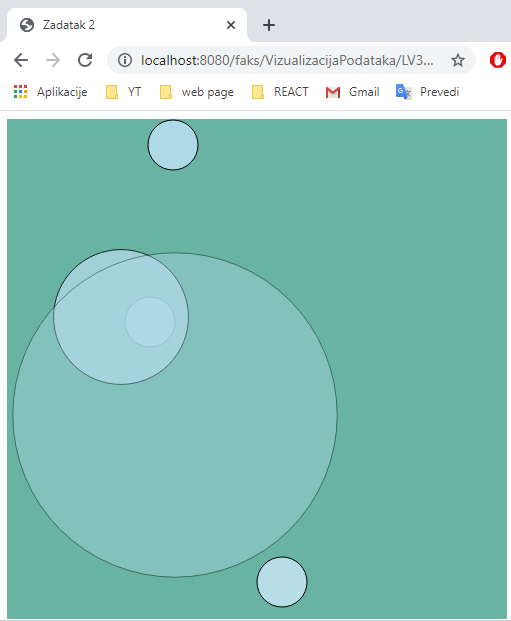 Zadatak 2
localhost:8080/faks/VizualizacijaPodataka/LV3...
Aplikacije YT web page REACT Gmail Prevedi